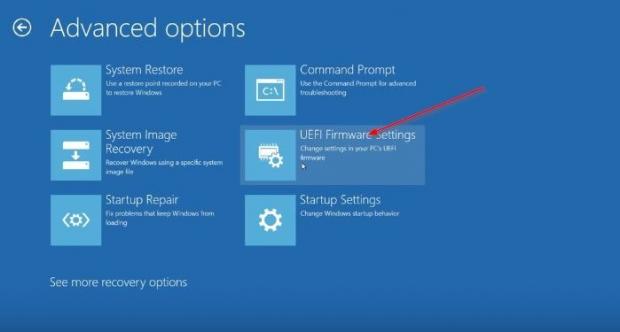 Advanced options
System Restore
Use a restore point recorded on your PC
to restore Windows
Command Prompt
Use the Command Prompt for advanced
troubleshooting
C:\
System Image
Recovery
Recover Windows using a specific system
image file
UEFI Firmware Settings
Change settings in your PC's UEFI
firmware
Startup Repair
Fix problems that keep Windows from
loading
Startup Settings
Change Windows startup behavior
See more recovery options